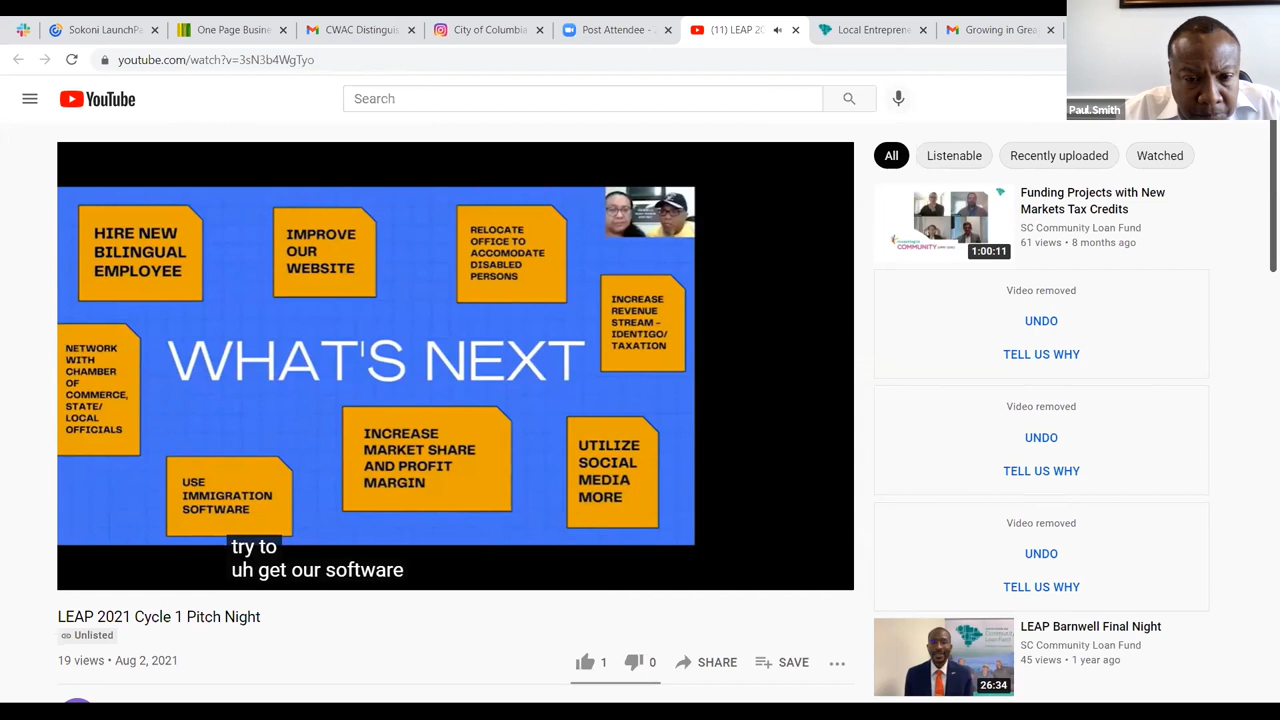 Sokoni LaunchPa
One Page Busine
CWAC Distingui
City of Columbia
Post Attendee -
(11) LEAP 20
Local Entreprene
Growing in Grea
youtube.com/watch?v=3sN3b4WgTyo
Paul.Smith
YouTube
Search
HIRE NEW
BILINGUAL
EMPLOYEE
IMPROVE
OUR
WEBSITE
RELOCATE
OFFICE TO
ACCOMODATE
DISABLED
PERSONS
INCREASE
REVENUE
STREAM –
IDENTIGO/
TAXATION
NETWORK
WITH
CHAMBER
OF
COMMERCE,
STATE/
LOCAL
OFFICIALS
WHAT'S NEXT
USE
IMMIGRATION
SOFTWARE
INCREASE
MARKET SHARE
AND PROFIT
MARGIN
UTILIZE
SOCIAL
MEDIA
MORE
try to
uh get our software
LEAP 2021 Cycle 1 Pitch Night
Unlisted
19 views • Aug 2, 2021
1
0
SHARE
SAVE
All
Listenable
Recently uploaded
Watched
Funding Projects with New
Markets Tax Credits
SC Community Loan Fund
61 views • 8 months ago
1:00:11
Video removed
UNDO
TELL US WHY
Video removed
UNDO
TELL US WHY
Video removed
UNDO
TELL US WHY
LEAP Barnwell Final Night
SC Community Loan Fund
45 views • 1 year ago
26:34